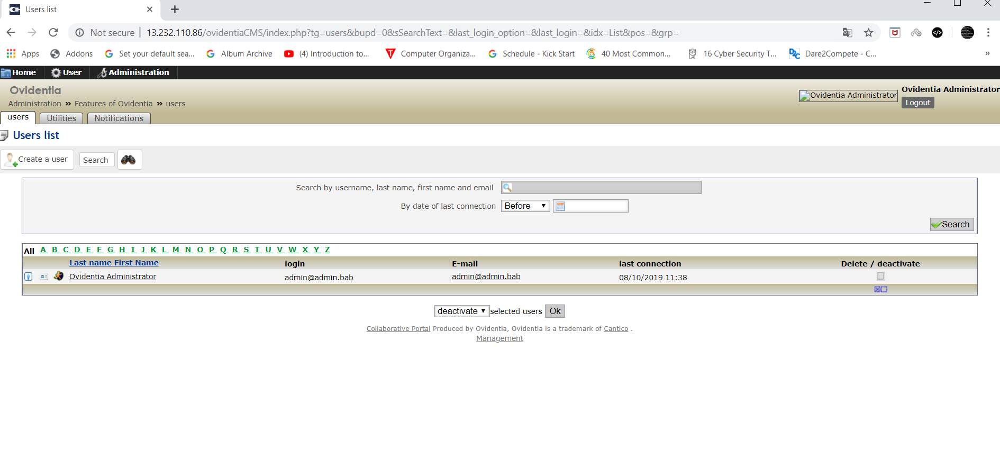 Users list
Not secure | 13.232.110.86/ovidentiaCMS/index.php?tg=users&bupd=0&sSearchText=&last_login_option=&last_login=&idx=List&pos=&grp=
Apps Addons Set your default sea... Album Archive (4) Introduction to... Computer Organiza... Schedule - Kick Start 40 Most Common... 16 Cyber Security T... Dare2Compete - C... »
Home User Administration
Ovidentia
Ovidentia Administrator
Ovidentia Administrator
Logout
Administration » Features of Ovidentia » users
users Utilities Notifications
Users list
Create a user Search
Search by username, last name, first name and email
By date of last connection Before
Search
All A B C D E F G H I J K L M N O P Q R S T U V W X Y Z
Last name First Name login E-mail last connection Delete / deactivate
Ovidentia Administrator admin@admin.bab admin@admin.bab 08/10/2019 11:38
deactivate selected users Ok
Collaborative Portal Produced by Ovidentia, Ovidentia is a trademark of Cantico .
Management